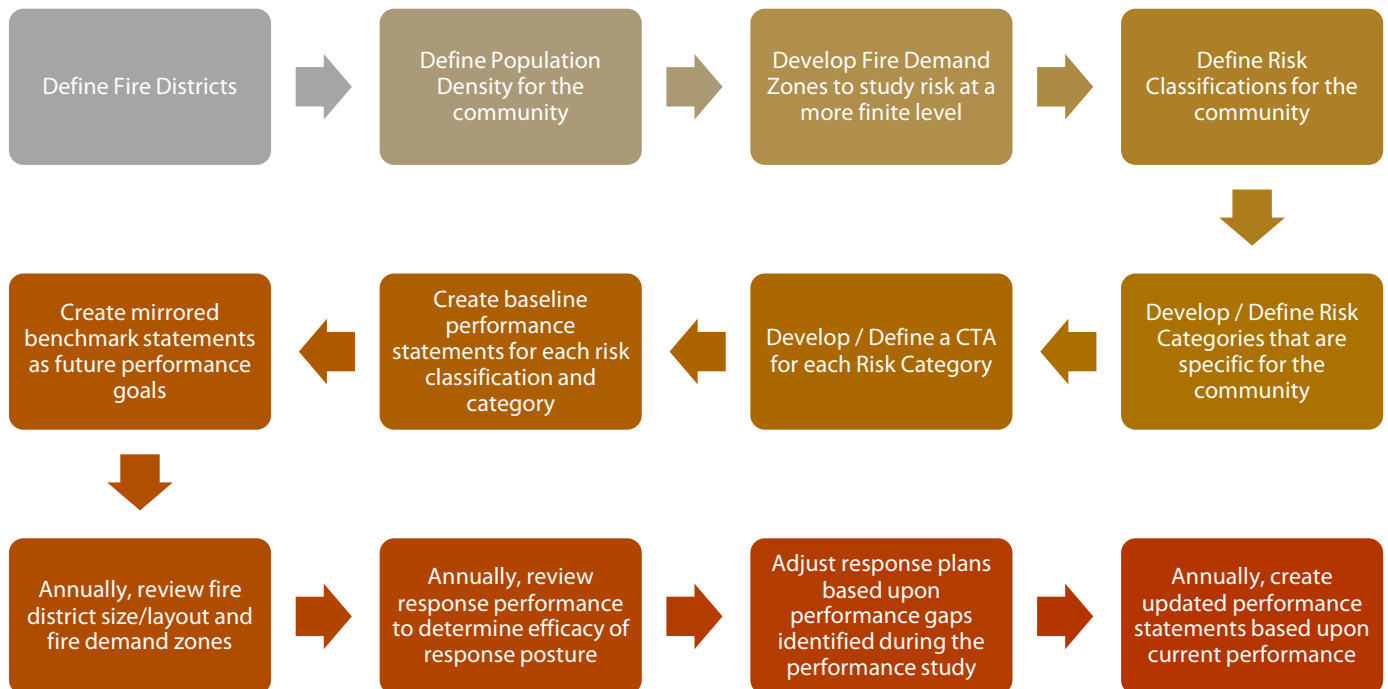 Define Fire Districts
Define Population
Density for the
community
Develop Fire Demand
Zones to study risk at a
more finite level
Define Risk
Classifications for the
community
Develop / Define Risk
Categories that are
specific for the
community
Develop / Define a CTA
for each Risk Category
Create baseline
performance
statements for each risk
classification and
category
Create mirrored
benchmark statements
as future performance
goals
Annually, review fire
district size/layout and
fire demand zones
Annually, review
response performance
to determine efficacy of
response posture
Adjust response plans
based upon
performance gaps
identified during the
performance study
Annually, create
updated performance
statements based upon
current performance